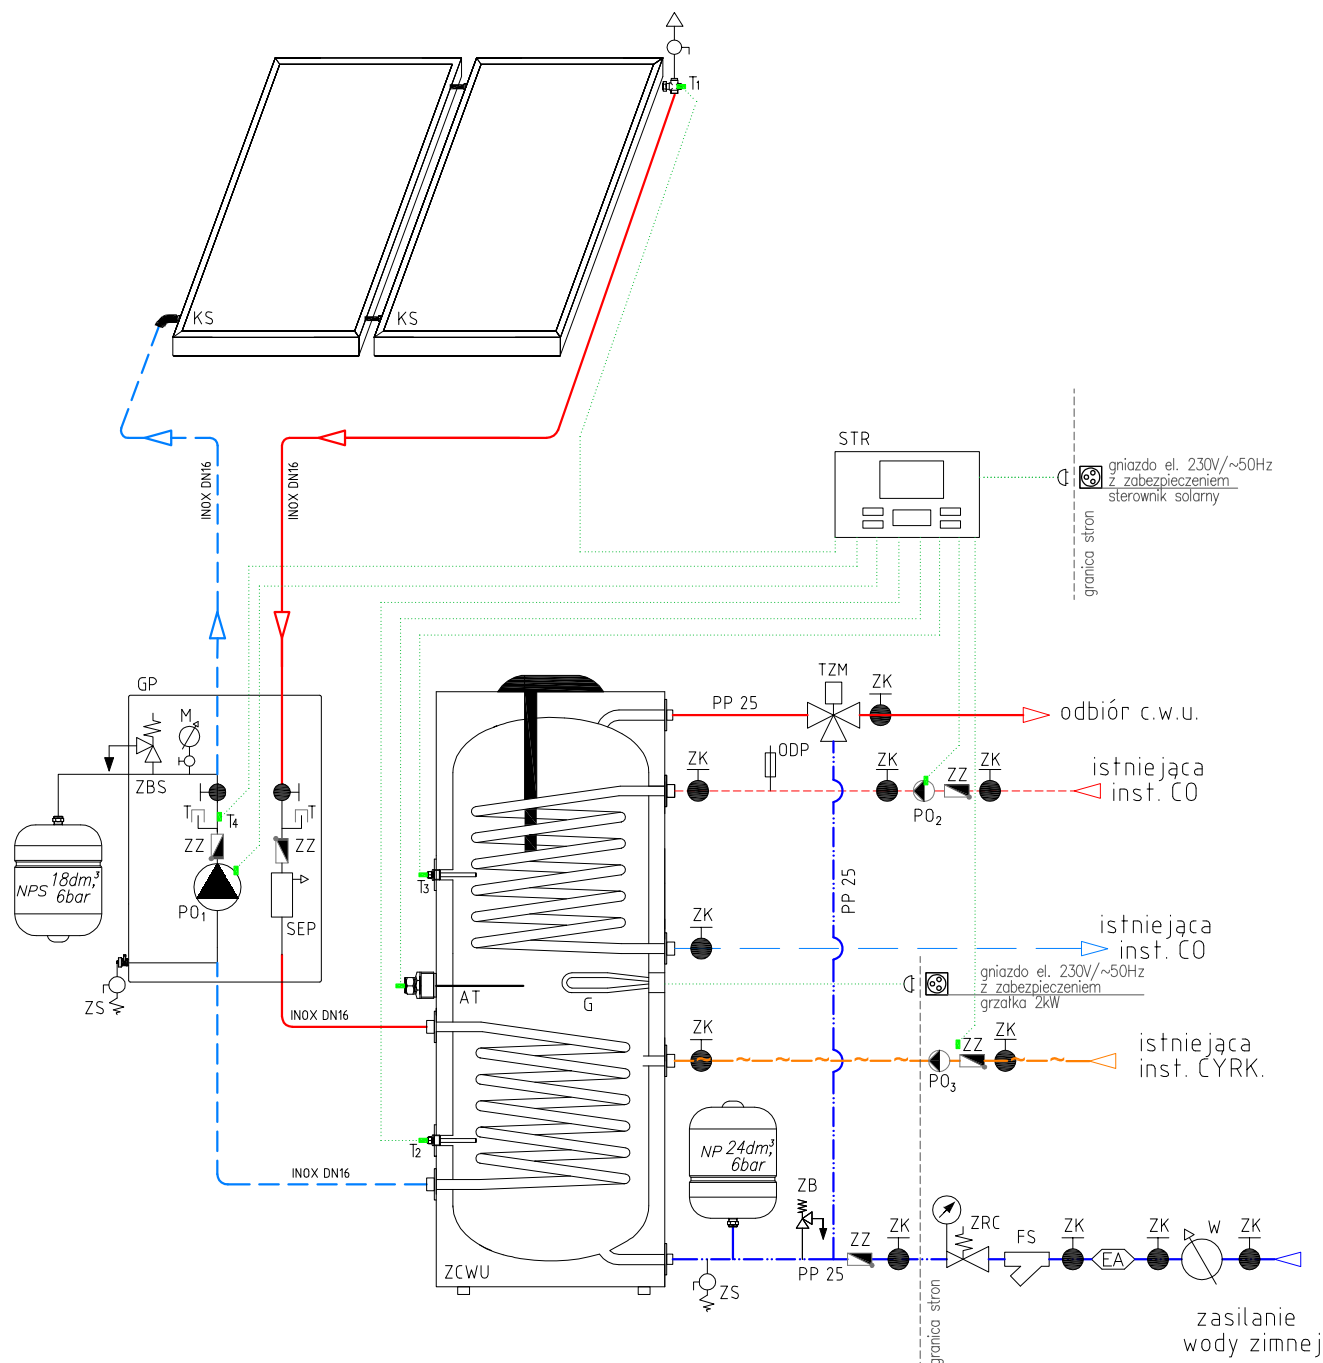 T1
KS
KS
STR
gniazdo el. 230V/~50Hz
z zabezpieczeniem
sterownik solarny
granica stron
INOX DN16
INOX DN16
GP
M
ZBS
T
T
T4
ZZ
ZZ
PO1
SEP
NPS 18dm,³
6bar
ZS
INOX DN16
INOX DN16
TZM
ZK
PP 25
odbiór c.w.u.
ODP
ZK
ZK
ZZ
ZK
PO2
istniejąca
inst. CO
T3
PP 25
ZK
istniejąca
inst. CO
AT
G
gniazdo el. 230V/~50Hz
z zabezpieczeniem
grzałka 2kW
ZK
ZZ
ZK
PO3
istniejąca
inst. CYRK.
T2
NP 24dm,³
6bar
ZB
ZZ
ZK
ZRC
FS
ZK
EA
ZK
W
ZK
ZCWU
ZS
PP 25
granica stron
zasilanie
wody zimnej